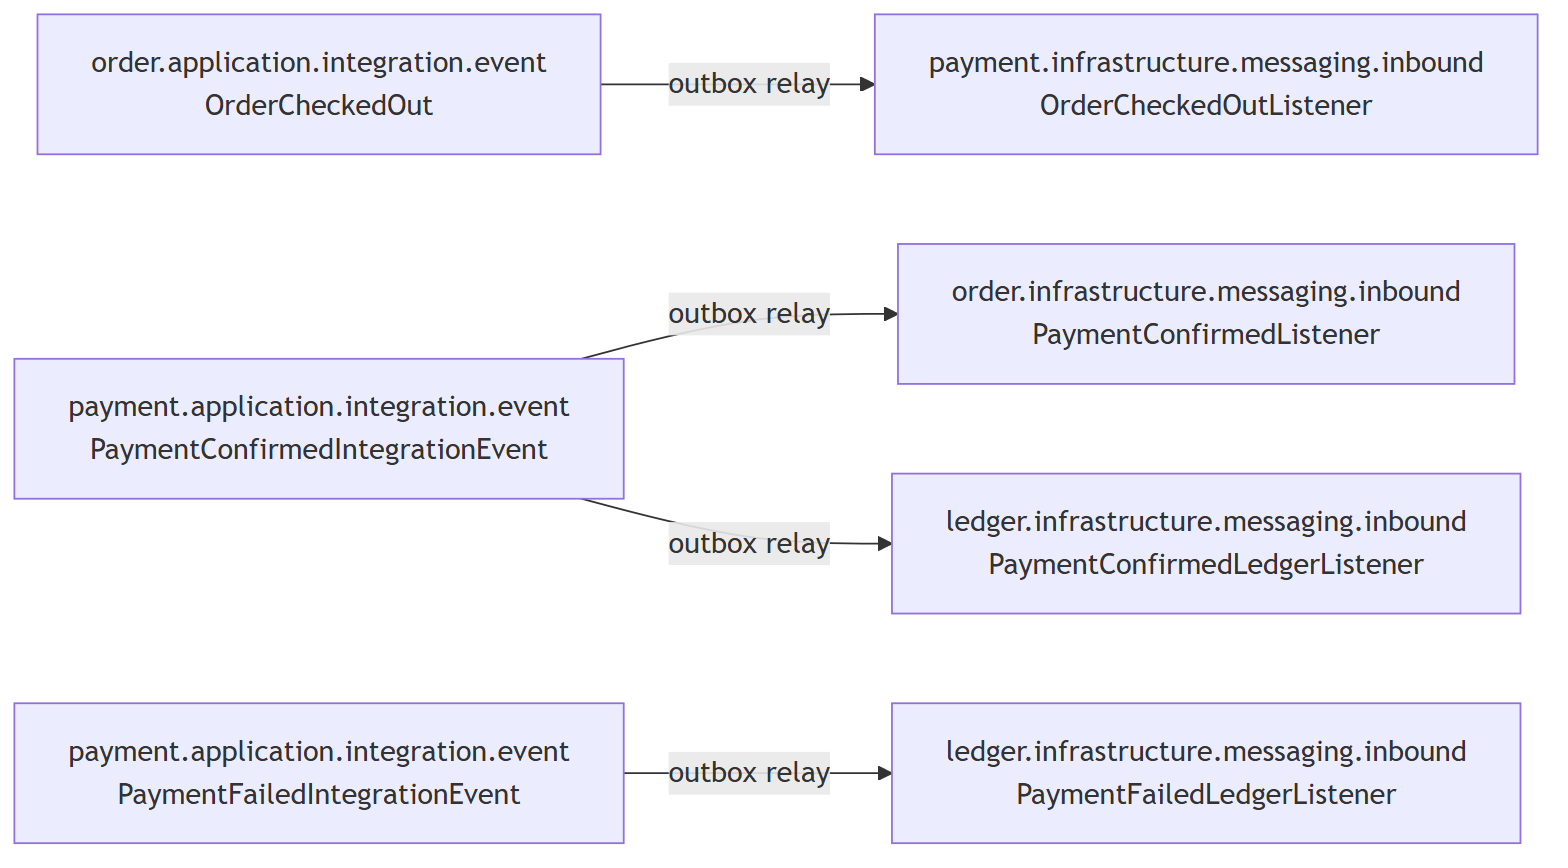 order.application.integration.event
OrderCheckedOut
outbox relay
payment.infrastructure.messaging.inbound
OrderCheckedOutListener
payment.application.integration.event
PaymentConfirmedIntegrationEvent
outbox relay
order.infrastructure.messaging.inbound
PaymentConfirmedListener
outbox relay
ledger.infrastructure.messaging.inbound
PaymentConfirmedLedgerListener
payment.application.integration.event
PaymentFailedIntegrationEvent
outbox relay
ledger.infrastructure.messaging.inbound
PaymentFailedLedgerListener